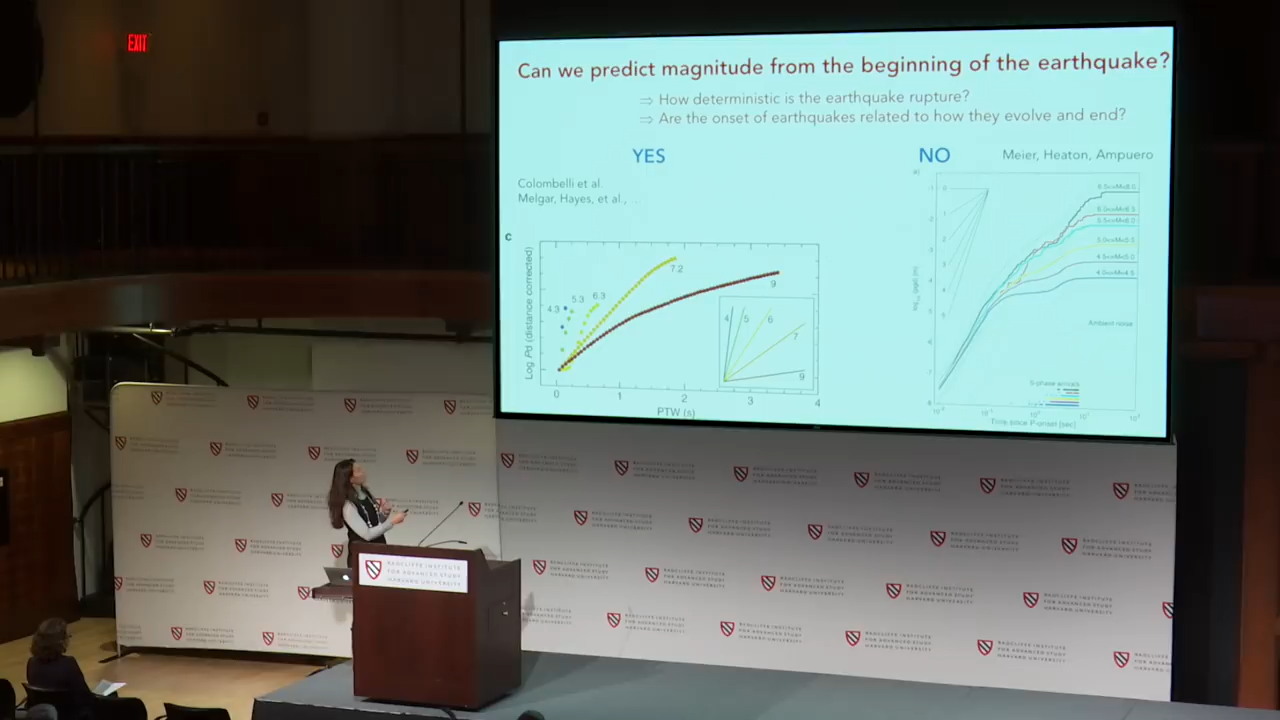 EXIT
Can we predict magnitude from the beginning of the earthquake?
⇒ How deterministic is the earthquake rupture?
⇒ Are the onset of earthquakes related to how they evolve and end?
YES
NO
Meier, Heaton, Ampuero
Colombelli et al.
Melgar, Hayes, et al., ...
c
Log Pd (distance corrected)
4.3
5.3
6.3
7.2
9
4
5
6
7
9
0
1
2
3
4
PTW (s)
Ambient noise
S-phase arrivals
Time since P-onset [sec]
RADCLIFFE INSTITUTE
FOR ADVANCED STUDY
HARVARD UNIVERSITY